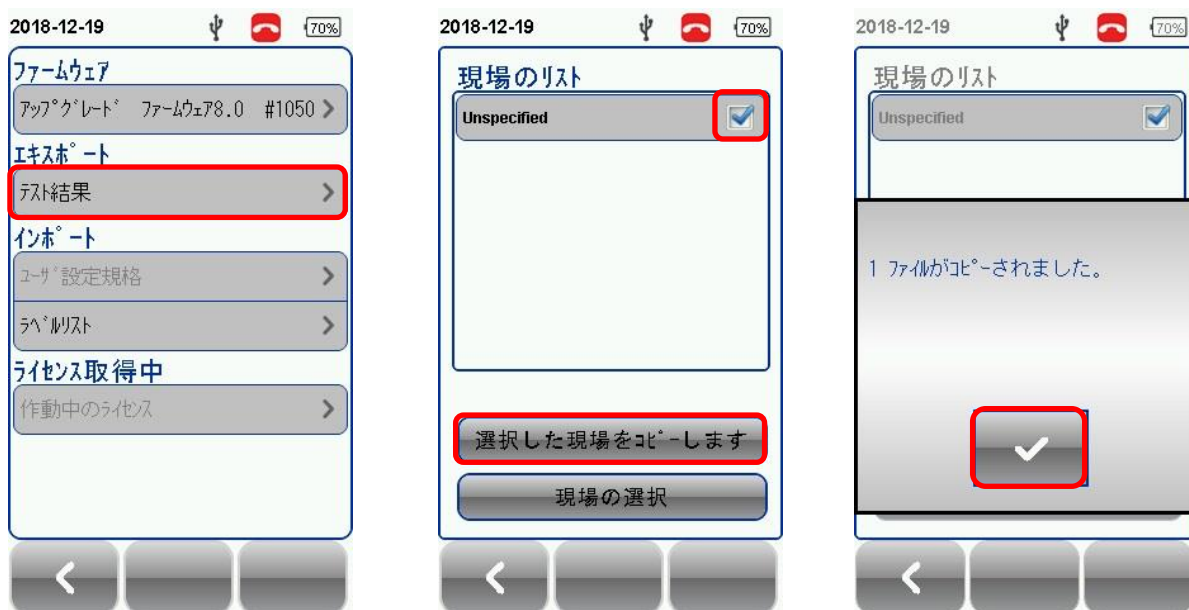 2018-12-19 70%
ファームウェア
アップグレード ファームウェア8.0 #1050
エキスポート
テスト結果
インポート
ユーザ設定規格
ラベルリスト
ライセンス取得中
作動中のライセンス
2018-12-19 70%
現場のリスト
Unspecified
選択した現場をコピーします
現場の選択
2018-12-19 70%
現場のリスト
Unspecified
1 ファイルがコピーされました。